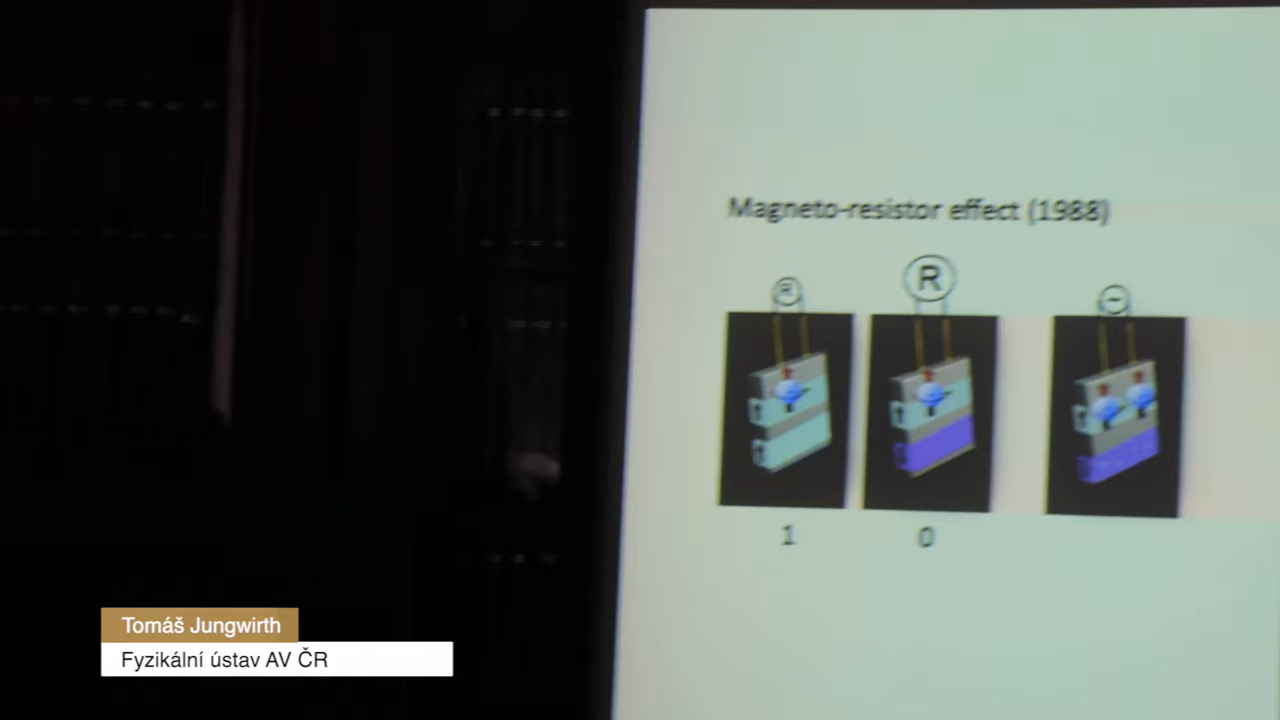 Magneto-resistor effect (1988)
R R
1 0
Tomáš Jungwirth
Fyzikální ústav AV ČR